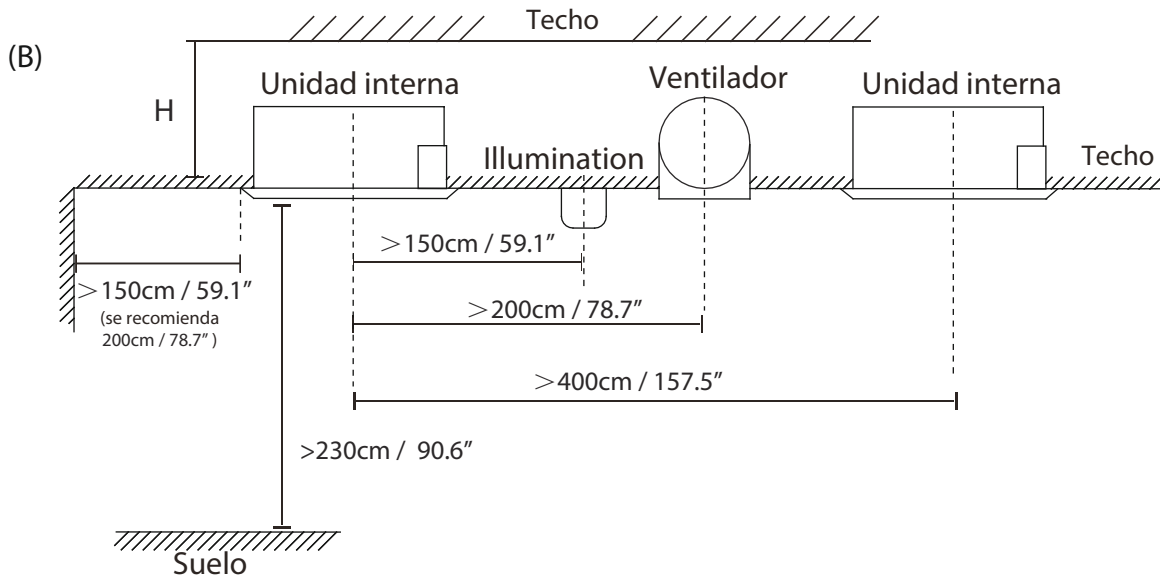 Techo
(B)
Unidad interna
Ventilador
Unidad interna
H
Illumination
Techo
>150cm / 59.1”
>150cm / 59.1”
(se recomienda
200cm / 78.7” )
>200cm / 78.7”
>400cm / 157.5”
>230cm / 90.6”
Suelo